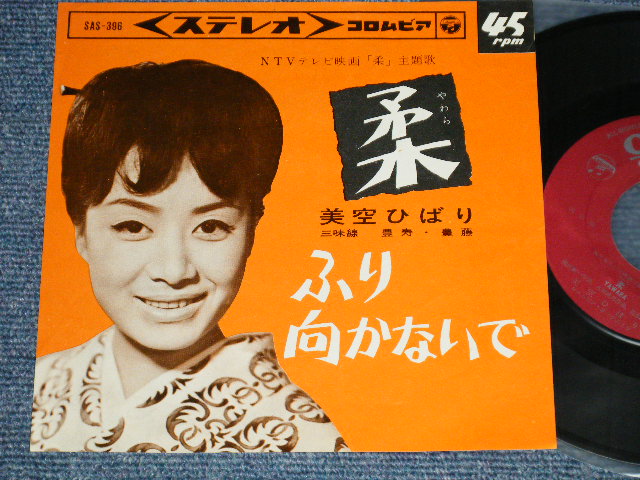 SAS-386
<ステレオ>
コロムビア
45
rpm
NTVテレビ映画「柔」主題歌
やわら
柔
美空ひばり
三味線 豊寿・豊藤
ふり
向かないで
YAWARA